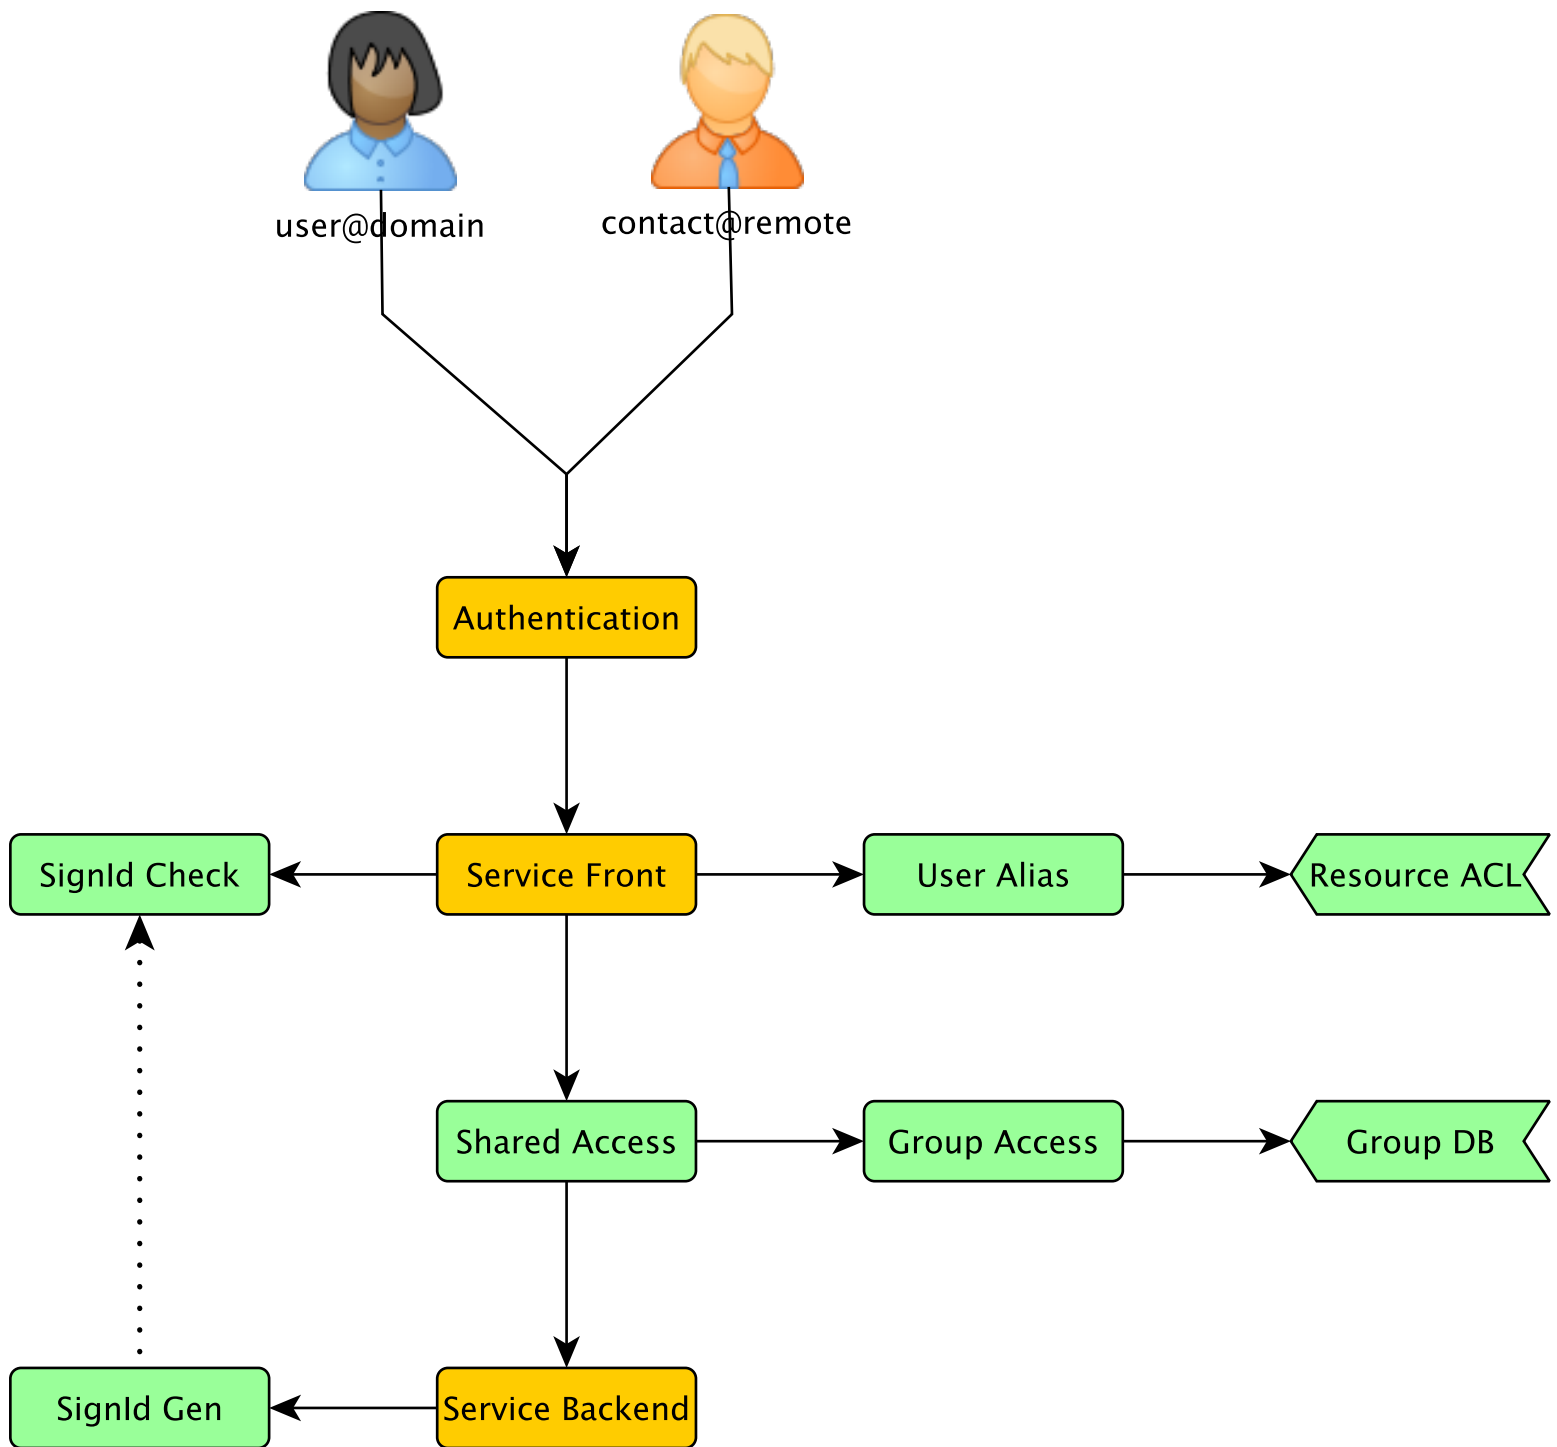 user@domain
contact@remote
Authentication
SignId Check
Service Front
User Alias
Resource ACL
Shared Access
Group Access
Group DB
SignId Gen
Service Backend